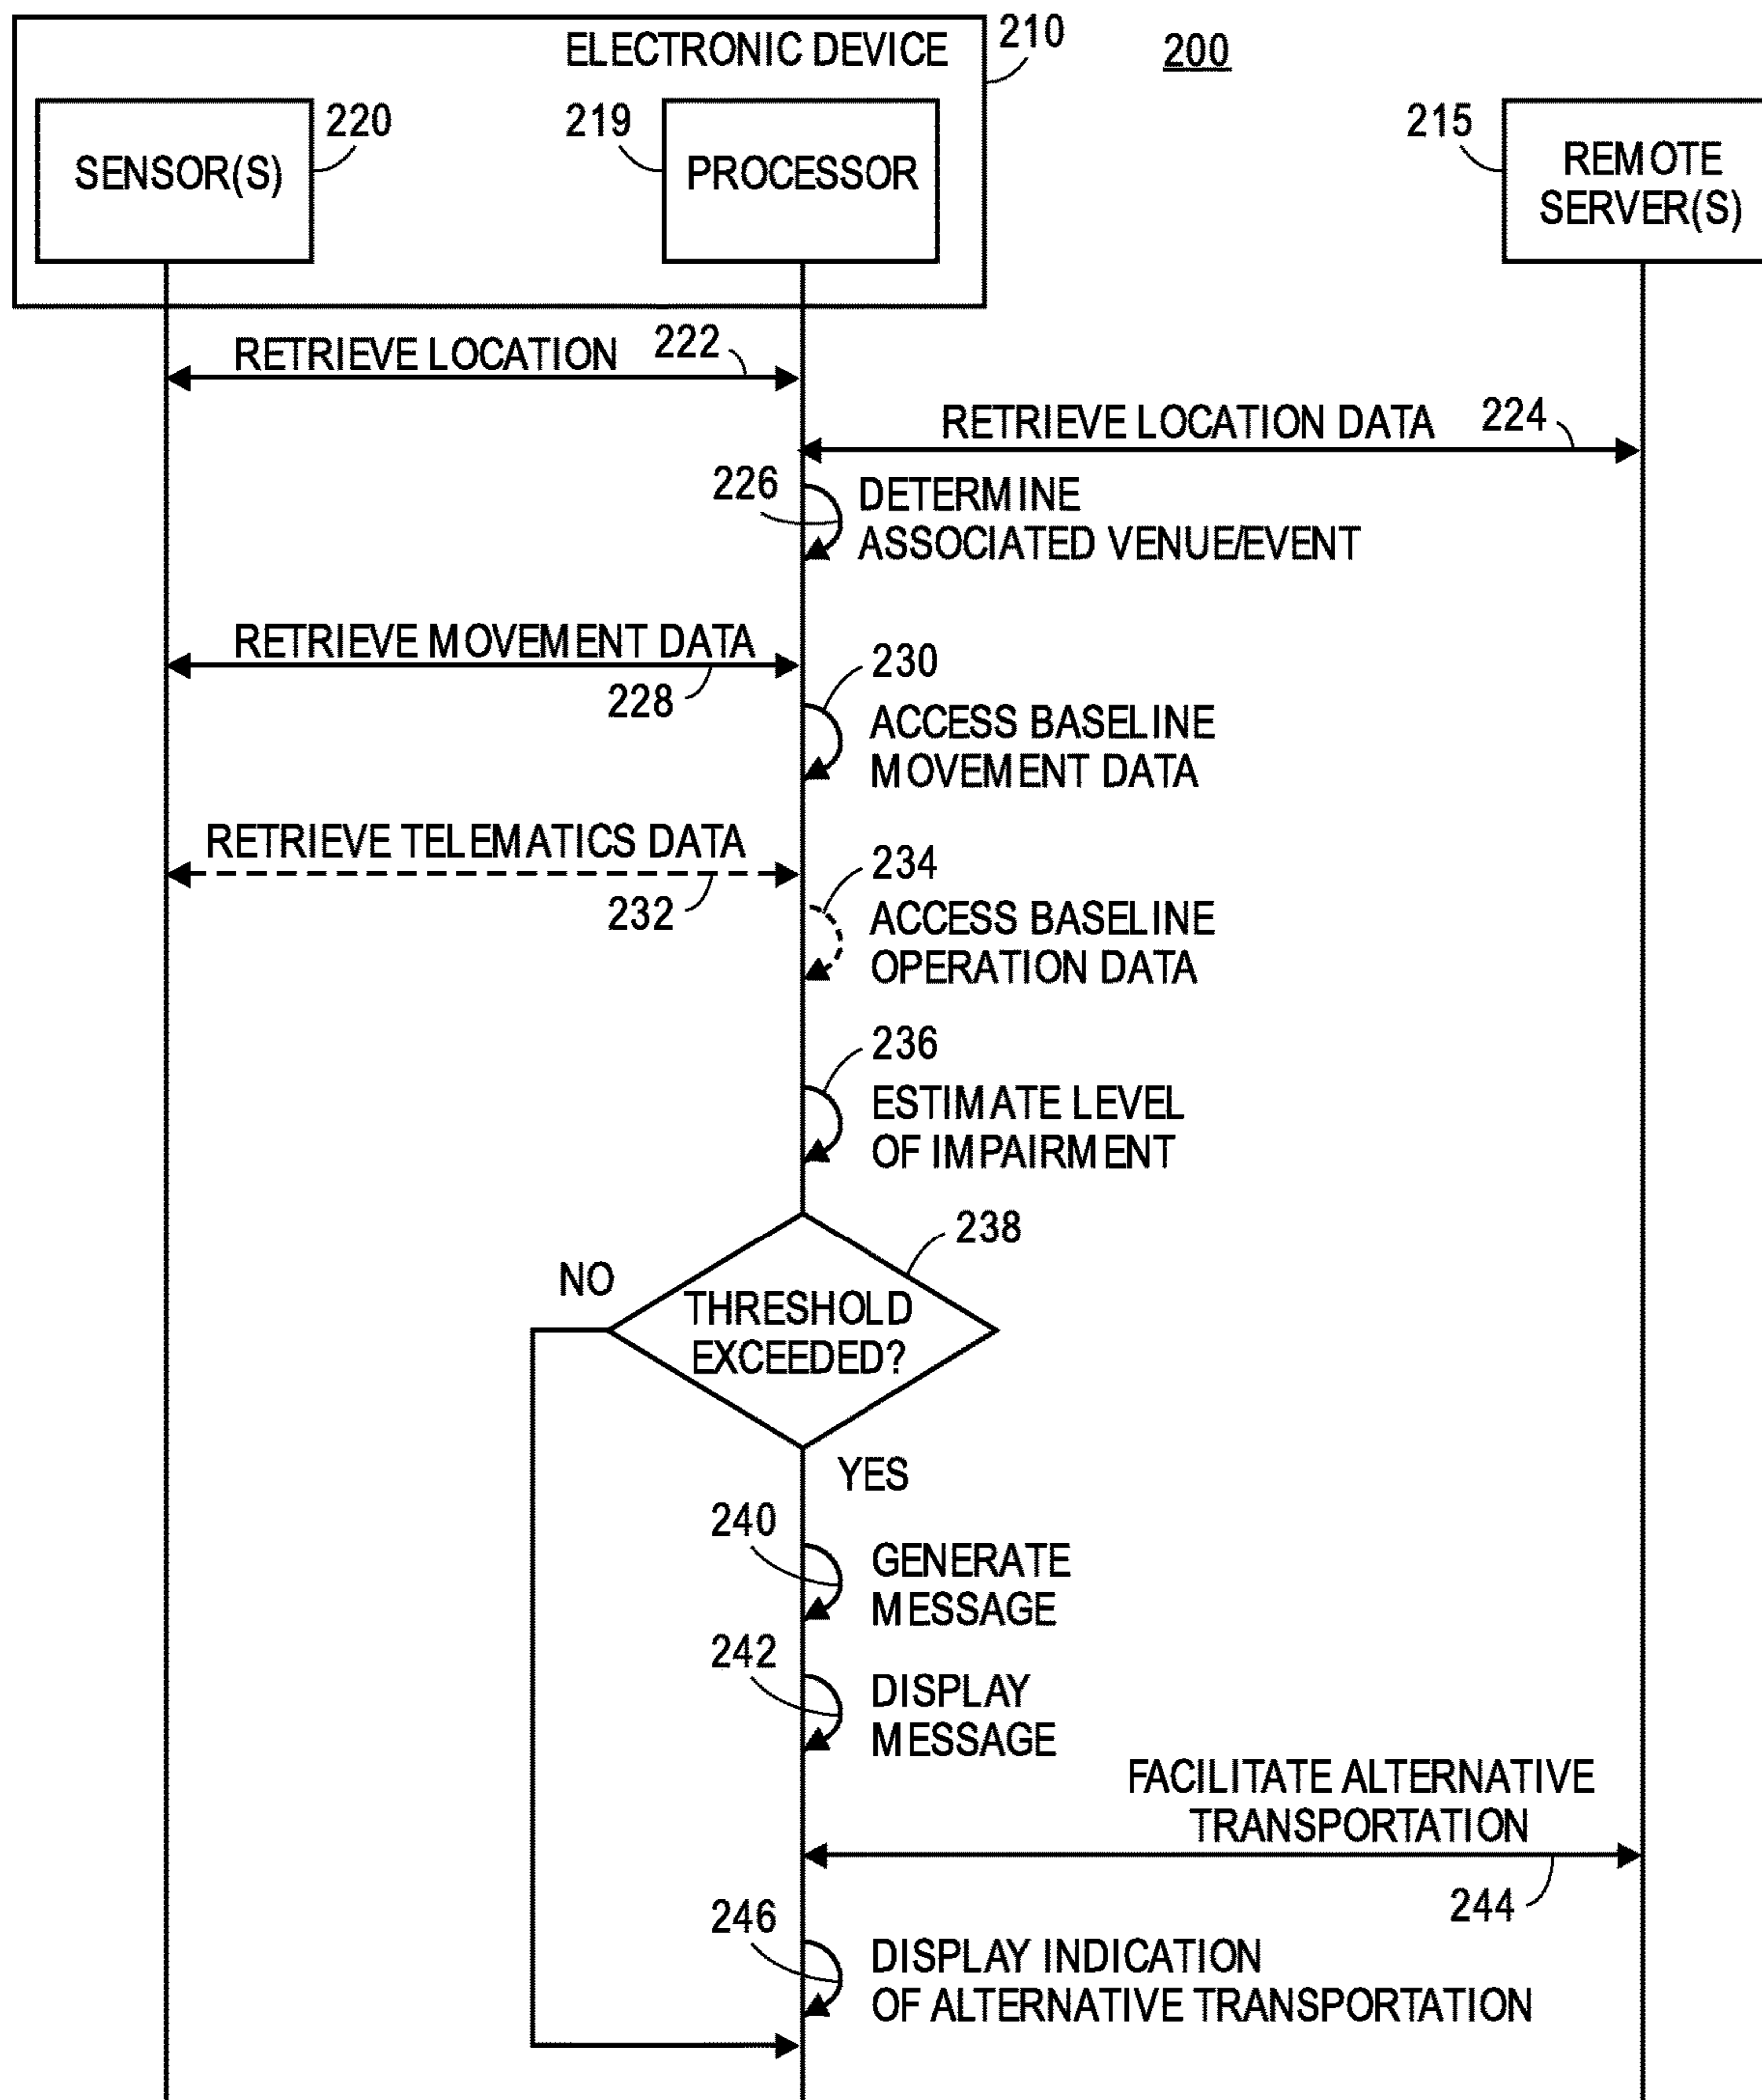 ELECTRONIC DEVICE
210
200
SENSOR(S)
220
219
PROCESSOR
215
REMOTE
SERVER(S)
RETRIEVE LOCATION
222
RETRIEVE LOCATION DATA
224
226
DETERMINE
ASSOCIATED VENUE/EVENT
RETRIEVE MOVEMENT DATA
228
230
ACCESS BASELINE
MOVEMENT DATA
RETRIEVE TELEMATICS DATA
232
234
ACCESS BASELINE
OPERATION DATA
236
ESTIMATE LEVEL
OF IMPAIRMENT
238
NO
THRESHOLD
EXCEEDED?
YES
240
GENERATE
MESSAGE
242
DISPLAY
MESSAGE
FACILITATE ALTERNATIVE
TRANSPORTATION
244
246
DISPLAY INDICATION
OF ALTERNATIVE TRANSPORTATION